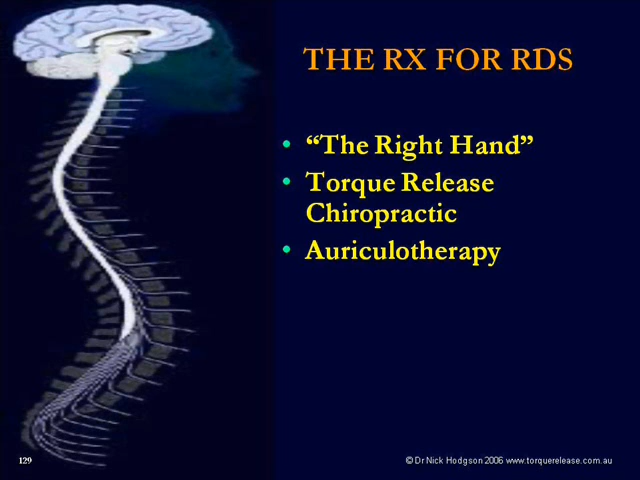 THE RX FOR RDS
• “The Right Hand”
• Torque Release
Chiropractic
• Auriculotherapy
129
© Dr Nick Hodgson 2006 www.torquerelease.com.au